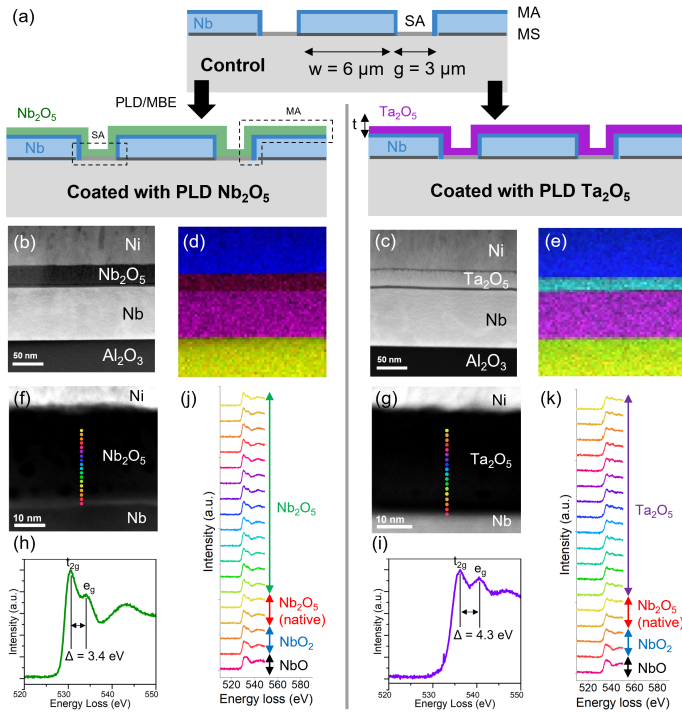 (a)
Nb
SA
MA
MS
Control
w = 6 µm
g = 3 µm
PLD/MBE
Nb₂O₅
SA
MA
Nb
Coated with PLD Nb₂O₅
t
Ta₂O₅
Nb
Coated with PLD Ta₂O₅
(b)
Ni
Nb₂O₅
Nb
Al₂O₃
50 nm
(d)
(c)
Ni
Ta₂O₅
Nb
Al₂O₃
50 nm
(e)
(f)
Ni
Nb₂O₅
Nb
10 nm
(j)
Intensity (a.u.)
Nb₂O₅
Nb₂O₅
(native)
NbO₂
NbO
520 540 560 580
Energy loss (eV)
(g)
Ni
Ta₂O₅
Nb
10 nm
(k)
Intensity (a.u.)
Ta₂O₅
Nb₂O₅
(native)
NbO₂
NbO
520 540 560 580
Energy loss (eV)
(h)
Intensity (a.u.)
t₂g
eg
Δ = 3.4 eV
520 530 540 550
Energy Loss (eV)
(i)
Intensity (a.u.)
t₂g
eg
Δ = 4.3 eV
520 530 540 550
Energy Loss (eV)